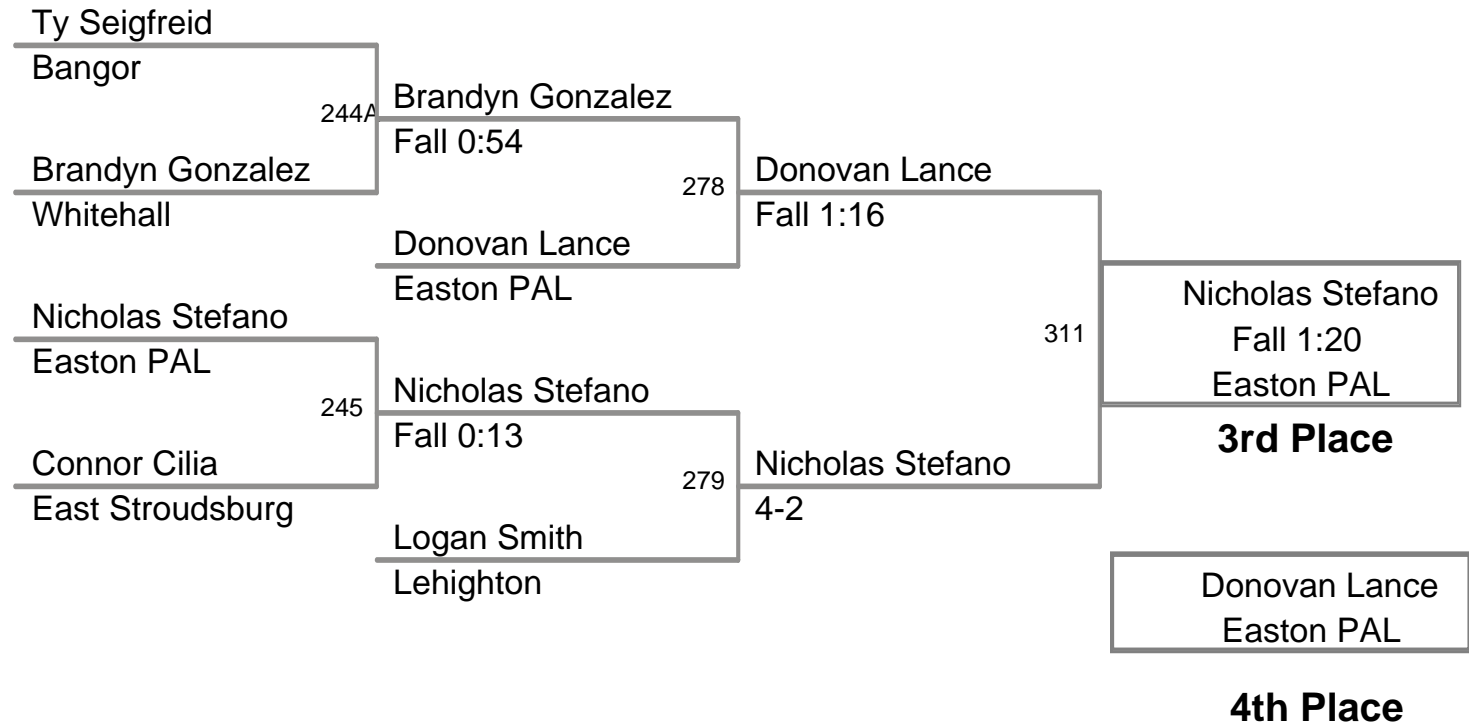 Ty Seigfreid
Bangor
244A
Brandyn Gonzalez
Fall 0:54
Brandyn Gonzalez
Whitehall
278
Donovan Lance
Fall 1:16
Donovan Lance
Easton PAL
Nicholas Stefano
Easton PAL
311
Nicholas Stefano
Fall 1:20
Easton PAL
3rd Place
245
Nicholas Stefano
Fall 0:13
Connor Cilia
East Stroudsburg
279
Nicholas Stefano
4-2
Logan Smith
Lehighton
Donovan Lance
Easton PAL
4th Place